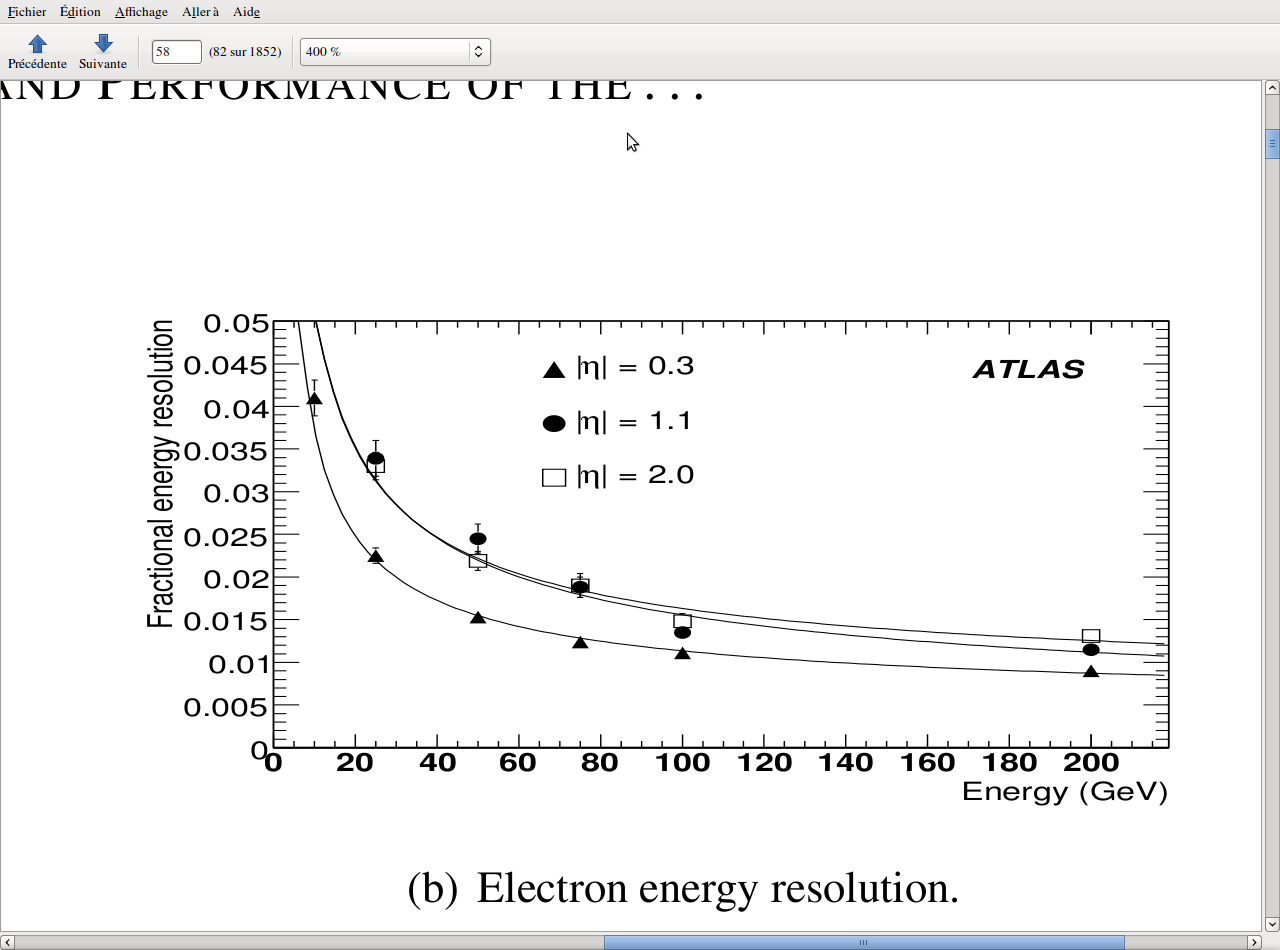 Fichier Édition Affichage Aller à Aide
Précédente Suivante 58 (82 sur 1852) 400 %
AND PERFORMANCE OF THE . . .
Fractional energy resolution
0.05
0.045
0.04
0.035
0.03
0.025
0.02
0.015
0.01
0.005
0
|η| = 0.3
|η| = 1.1
|η| = 2.0
ATLAS
0 20 40 60 80 100 120 140 160 180 200
Energy (GeV)
(b) Electron energy resolution.